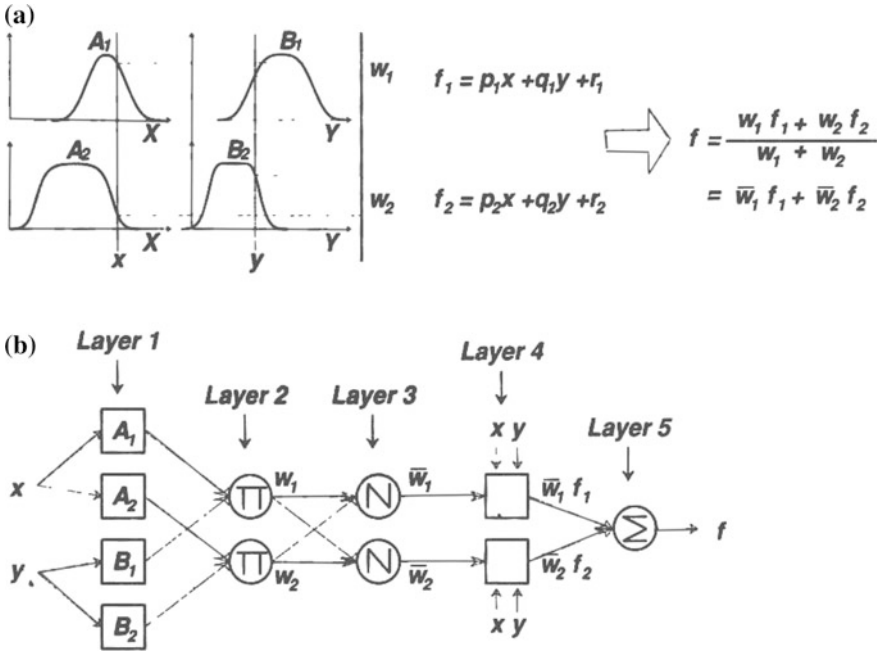 (a)
A₁
B₁
w₁
f₁ = p₁x +q₁y +r₁
X
Y
A₂
B₂
w₂
f₂ = p₂x +q₂y +r₂
X
Y
x
y
f = w₁ f₁ + w₂ f₂ / w₁ + w₂
= w̅₁ f₁ + w̅₂ f₂
(b)
Layer 1
Layer 2
Layer 3
Layer 4
Layer 5
x y
A₁
x
A₂
∏ w₁
N w̅₁
w̅₁ f₁
Σ
f
y
B₁
∏ w₂
N w̅₂
w̅₂ f₂
B₂
x y